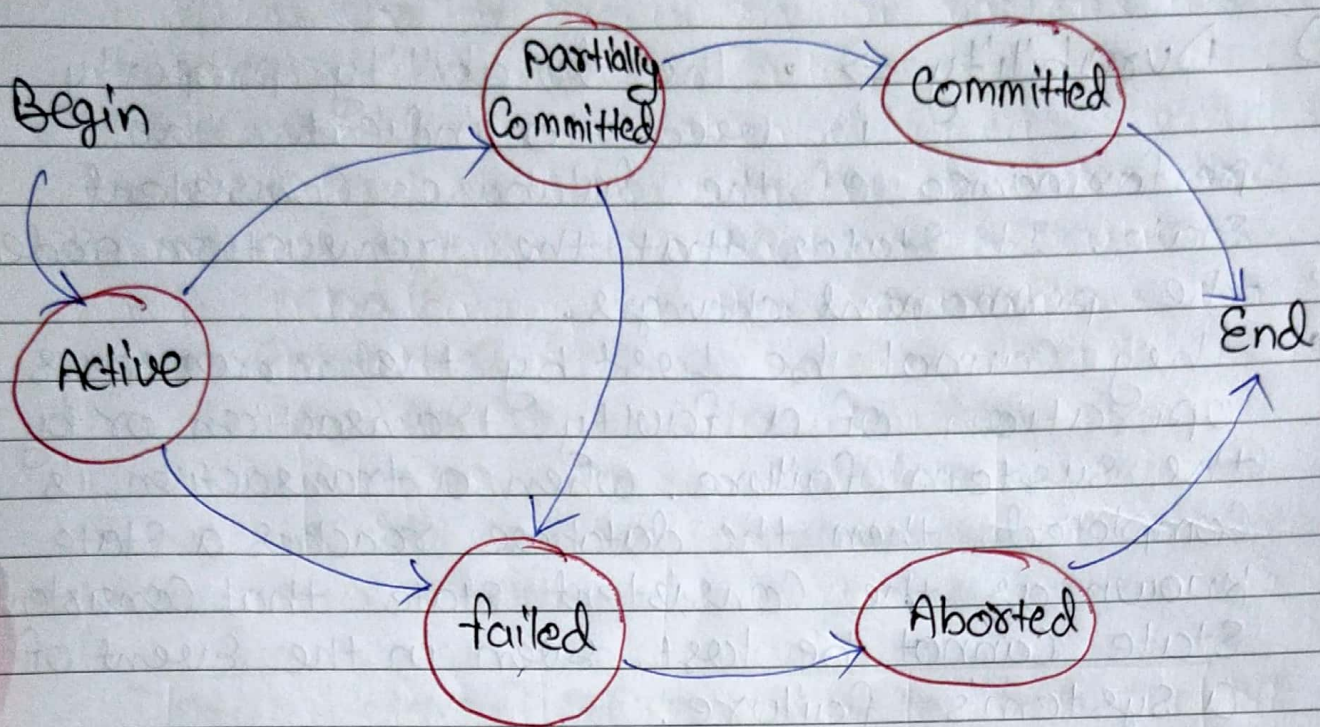 Begin
Partially
Committed
Committed
Active
End
failed
Aborted